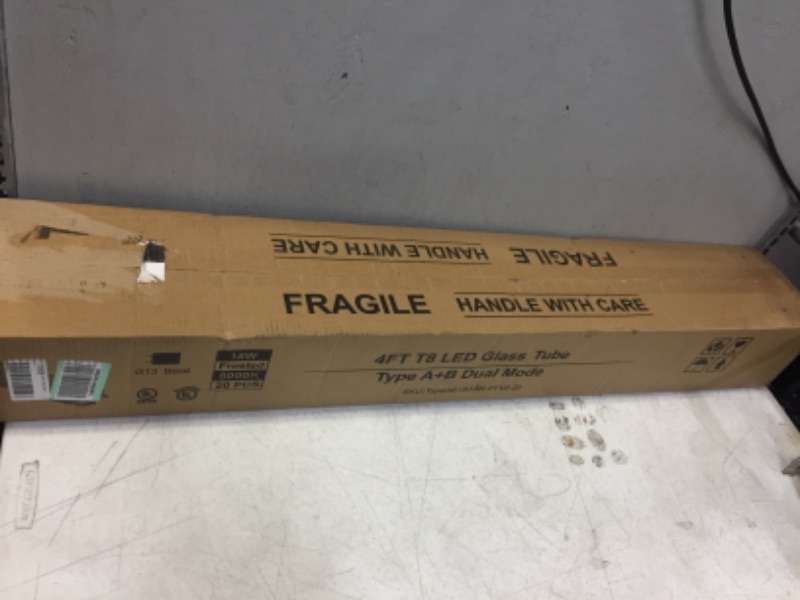 HANDLE WITH CARE FRAGILE
FRAGILE HANDLE WITH CARE
4FT T8 LED Glass Tube
Type A+B Dual Mode
G13 Base
18W
Frosted
5000K
20 PCS